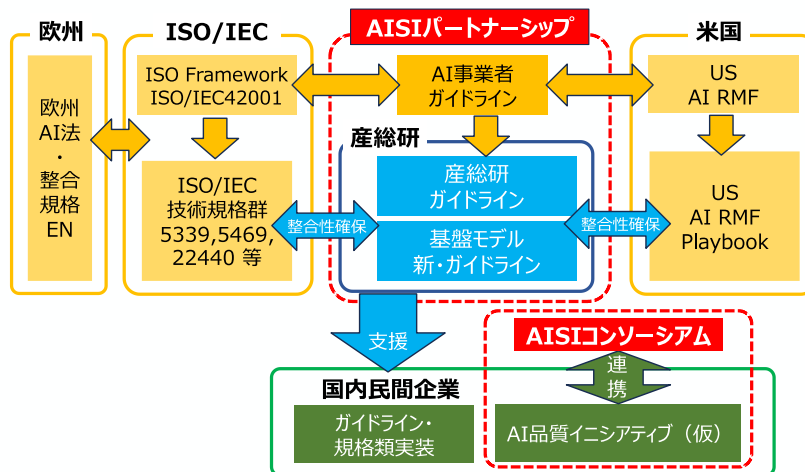 欧州
ISO/IEC
AISIパートナーシップ
米国
欧州
AI法
・
整合
規格
EN
ISO Framework
ISO/IEC42001
AI事業者
ガイドライン
US
AI RMF
産総研
ISO/IEC
技術規格群
5339,5469,
22440 等
整合性確保
産総研
ガイドライン
基盤モデル
新・ガイドライン
整合性確保
US
AI RMF
Playbook
支援
AISIコンソーシアム
連
携
国内民間企業
ガイドライン・
規格類実装
AI品質イニシアティブ（仮）